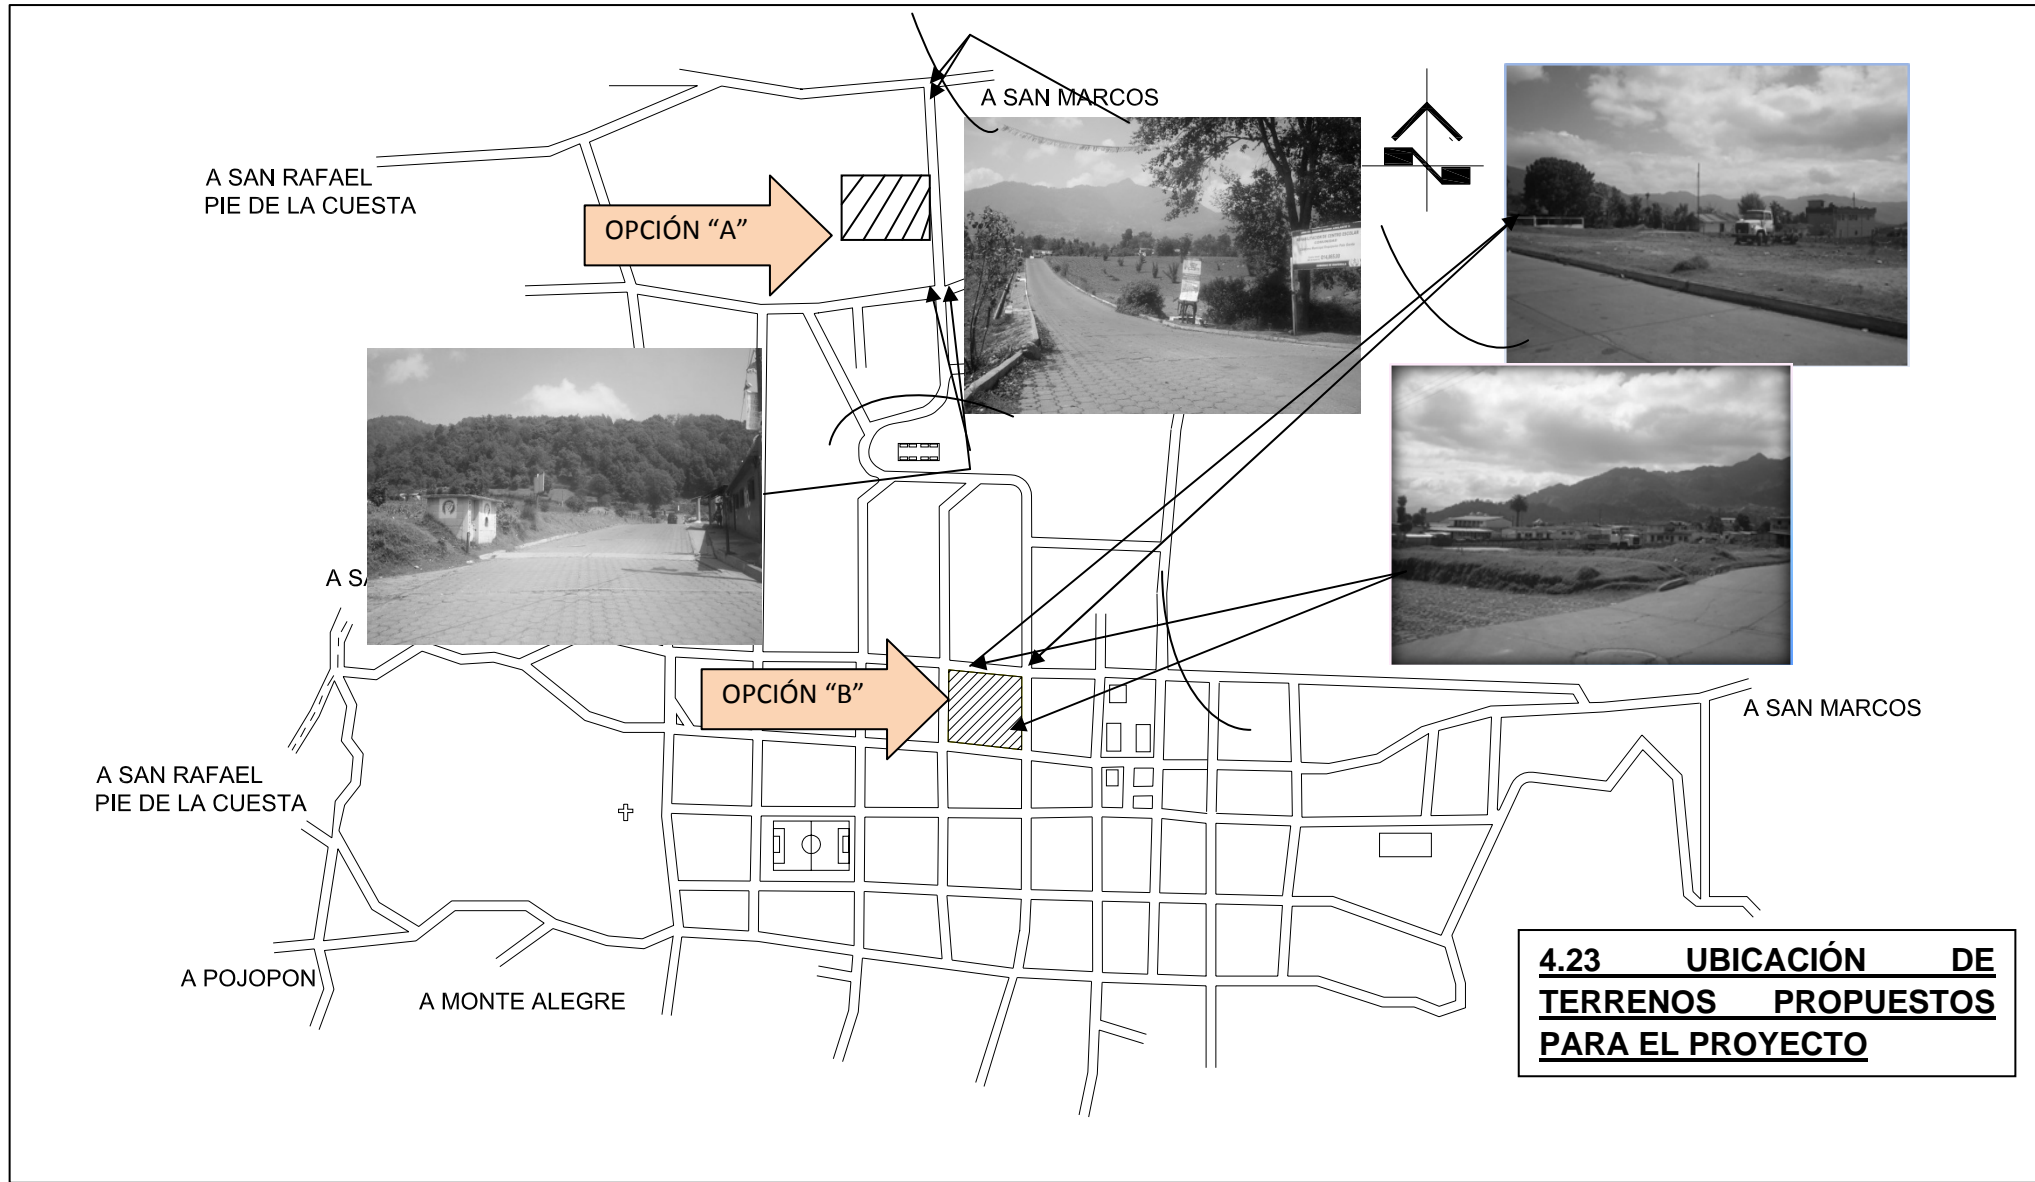 A SAN MARCOS
A SAN RAFAEL
PIE DE LA CUESTA
OPCIÓN “A”
A SA
OPCIÓN “B”
A SAN MARCOS
A SAN RAFAEL
PIE DE LA CUESTA
A POJOPON
A MONTE ALEGRE
4.23 UBICACIÓN DE
TERRENOS PROPUESTOS
PARA EL PROYECTO